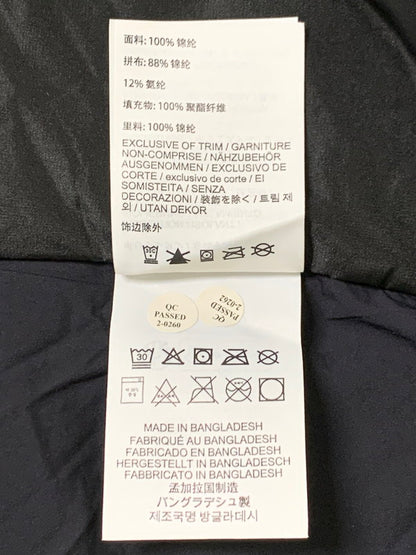 面料: 100% 锦纶
拼布: 88% 锦纶
12% 氨纶
填充物: 100% 聚酯纤维
里料: 100% 锦纶
EXCLUSIVE OF TRIM / GARNITURE
NON-COMPRISE / NÄHZUBEHÖR
AUSGENOMMEN / EXCLUSIVO DE
CORTE / exclusivo de corte / EI
SOMISTEITA / SENZA
DECORAZIONI / 装飾を除く / 트림 제
외 / UTAN DEKOR
饰边除外
QC
PASSED
2-0260
QC
PASSED
2-0262
30
MADE IN BANGLADESH
FABRIQUÉ AU BANGLADESH
FABRICADO EN BANGLADESH
HERGESTELLT IN BANGLADESCH
FABBRICATO IN BANGLADESH
孟加拉国制造
バングラデシュ製
제조국명 방글라데시